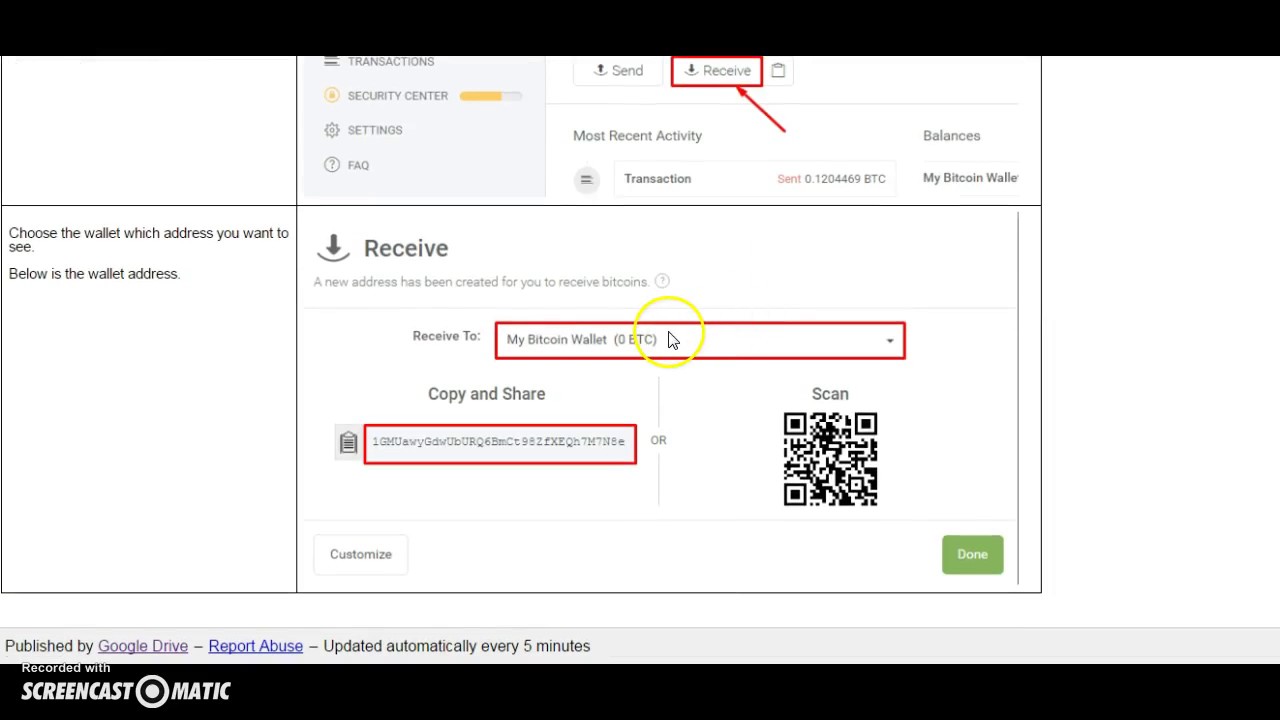 TRANSACTIONS
Send
Receive
SECURITY CENTER
SETTINGS
Most Recent Activity
Balances
FAQ
Transaction
Sent 0.1204469 BTC
My Bitcoin Walle
Choose the wallet which address you want to
see.
Below is the wallet address.
Receive
A new address has been created for you to receive bitcoins. ?
Receive To:
My Bitcoin Wallet (0 BTC)
Copy and Share
Scan
1GMUawyGdwUbURQ6BmCt98ZfXEQh7M7N8e
OR
Customize
Done
Published by Google Drive – Report Abuse – Updated automatically every 5 minutes
Recorded with
SCREENCAST MATIC